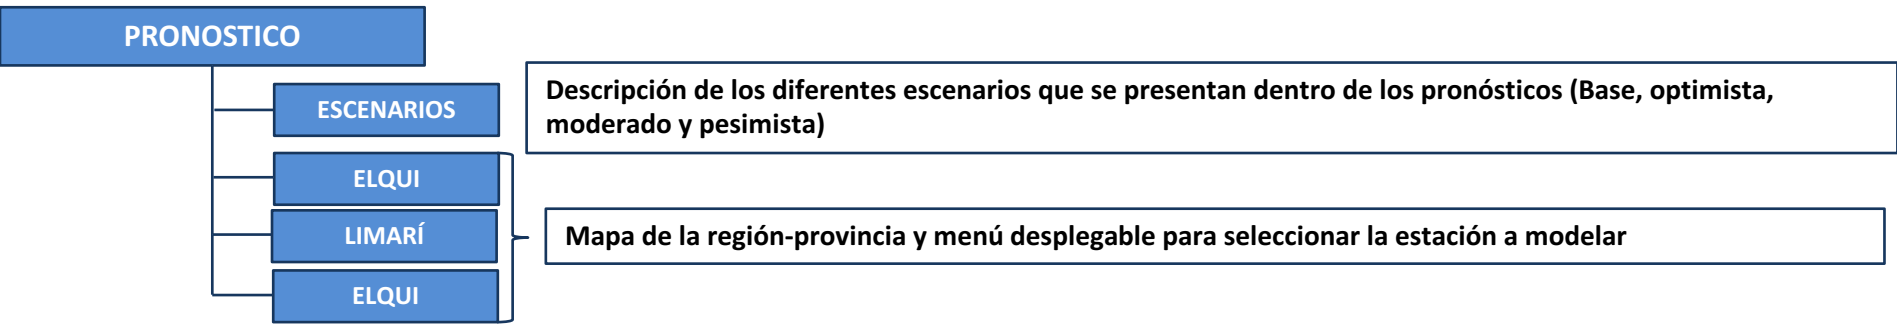 PRONOSTICO
ESCENARIOS
Descripción de los diferentes escenarios que se presentan dentro de los pronósticos (Base, optimista,
moderado y pesimista)
ELQUI
LIMARÍ
Mapa de la región-provincia y menú desplegable para seleccionar la estación a modelar
ELQUI